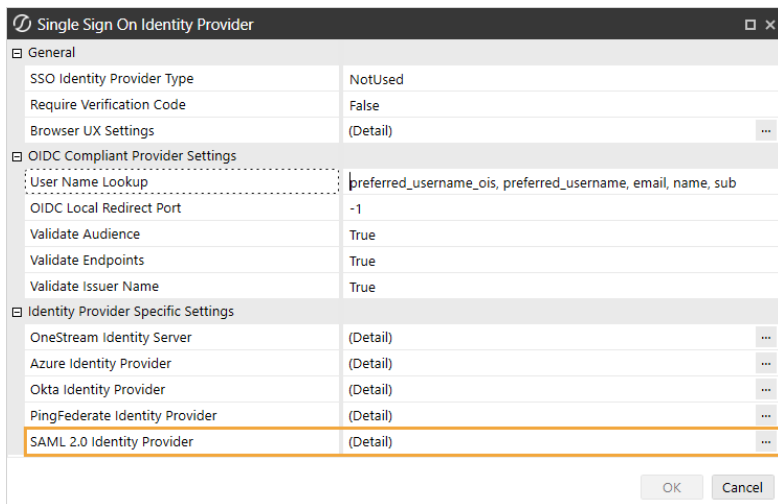 Single Sign On Identity Provider
General
SSO Identity Provider Type NotUsed
Require Verification Code False
Browser UX Settings (Detail) ...
OIDC Compliant Provider Settings
User Name Lookup preferred_username_ois, preferred_username, email, name, sub
OIDC Local Redirect Port -1
Validate Audience True
Validate Endpoints True
Validate Issuer Name True
Identity Provider Specific Settings
OneStream Identity Server (Detail) ...
Azure Identity Provider (Detail) ...
Okta Identity Provider (Detail) ...
PingFederate Identity Provider (Detail) ...
SAML 2.0 Identity Provider (Detail) ...
OK Cancel